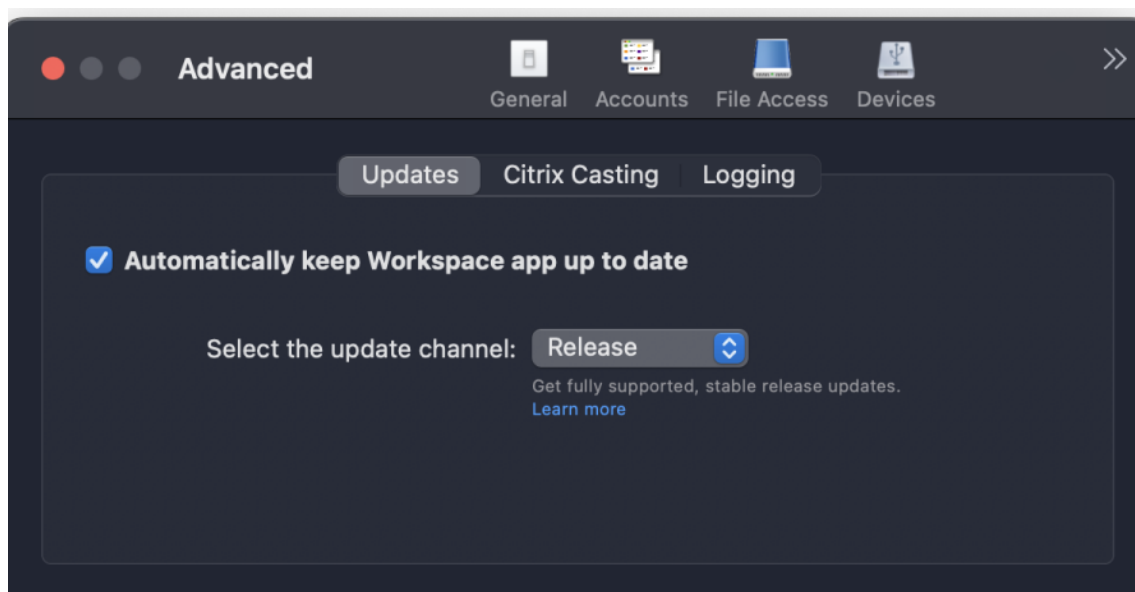 Advanced
General Accounts File Access Devices
Updates Citrix Casting Logging
Automatically keep Workspace app up to date
Select the update channel: Release
Get fully supported, stable release updates.
Learn more